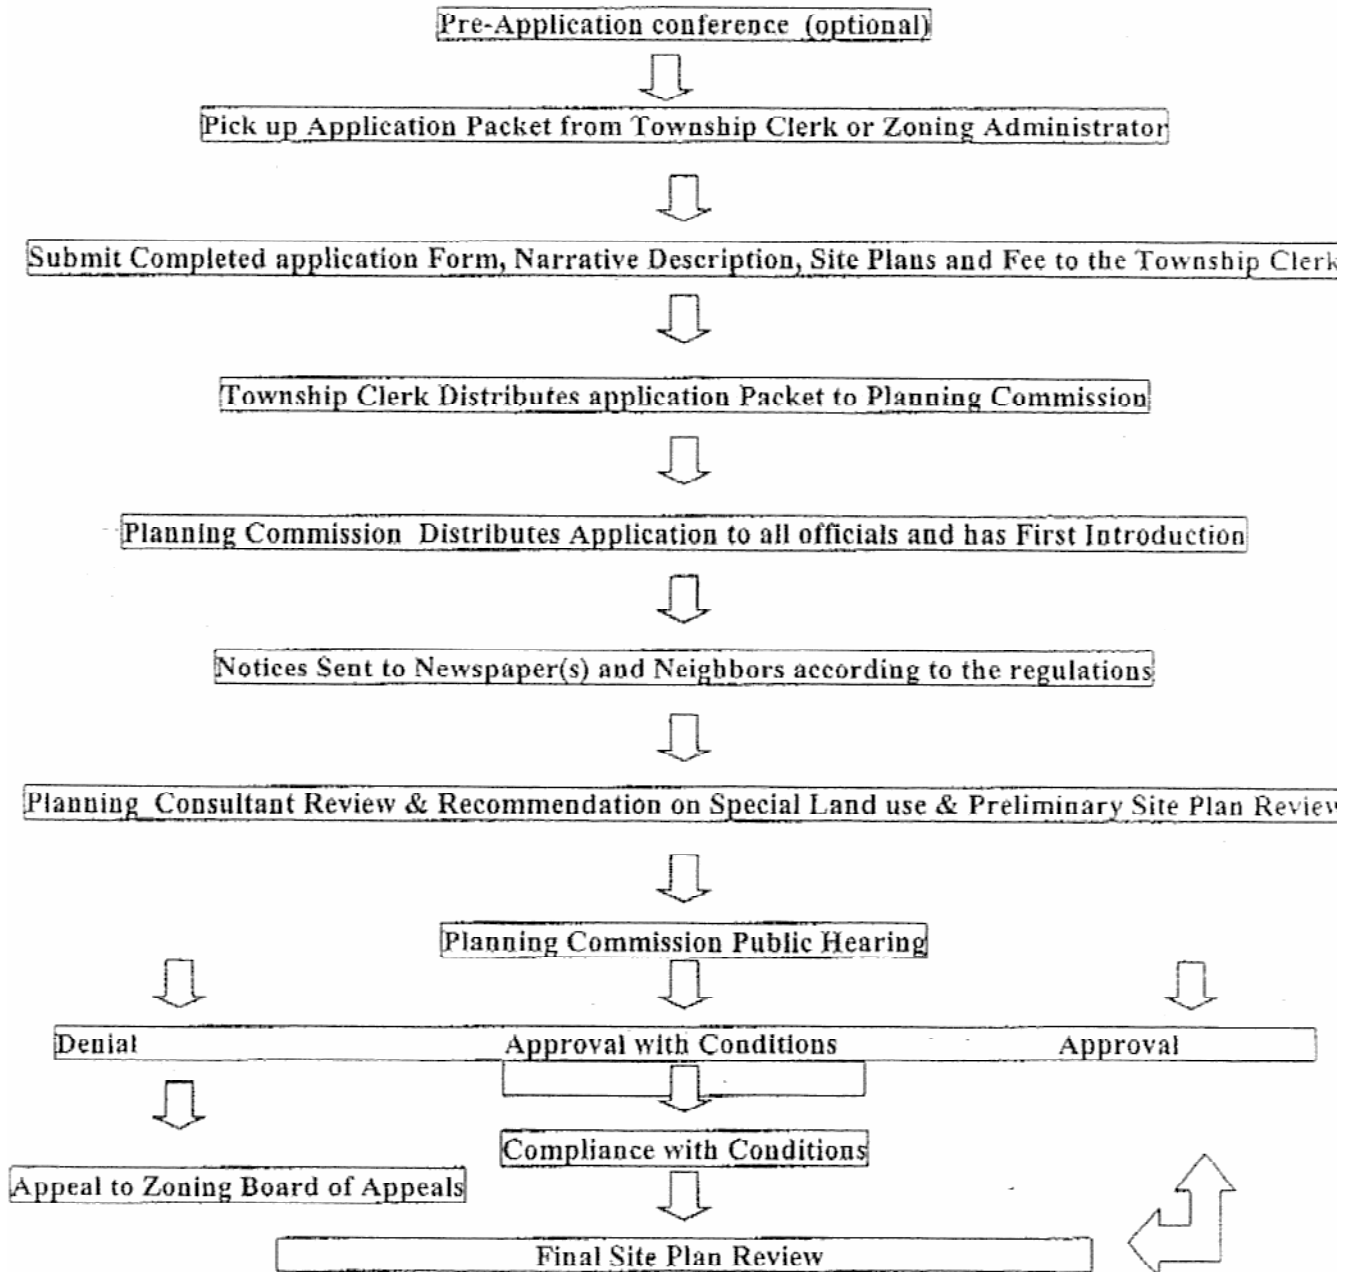 Pre-Application conference (optional)
Pick up Application Packet from Township Clerk or Zoning Administrator
Submit Completed application Form, Narrative Description, Site Plans and Fee to the Township Clerk
Township Clerk Distributes application Packet to Planning Commission
Planning Commission Distributes Application to all officials and has First Introduction
Notices Sent to Newspaper(s) and Neighbors according to the regulations
Planning Consultant Review & Recommendation on Special Land use & Preliminary Site Plan Review
Planning Commission Public Hearing
Denial Approval with Conditions Approval
Compliance with Conditions
Appeal to Zoning Board of Appeals
Final Site Plan Review